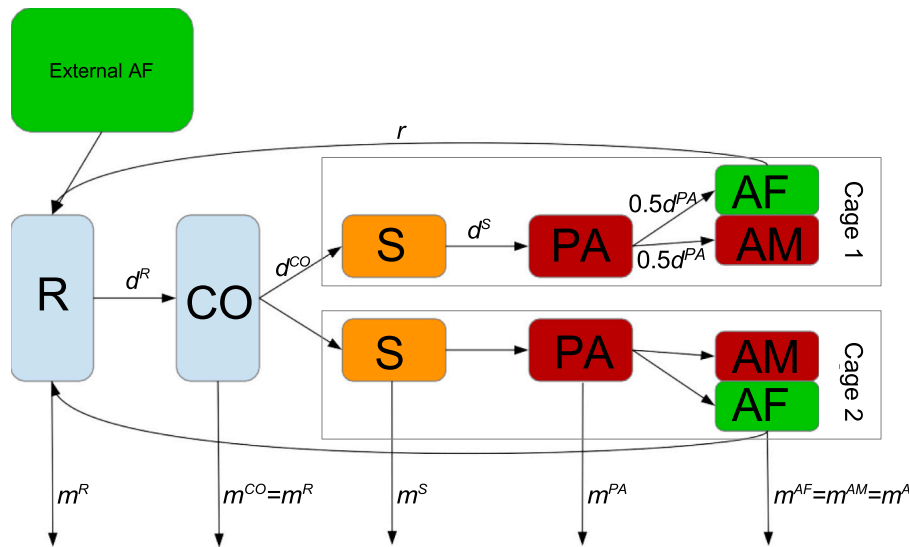 External AF
r
Cage 1
AF
0.5d^PA
S
d^S
PA
AM
0.5d^PA
d^CO
R
d^R
CO
S
PA
AM
AF
Cage 2
m^R
m^CO=m^R
m^S
m^PA
m^AF=m^AM=m^A